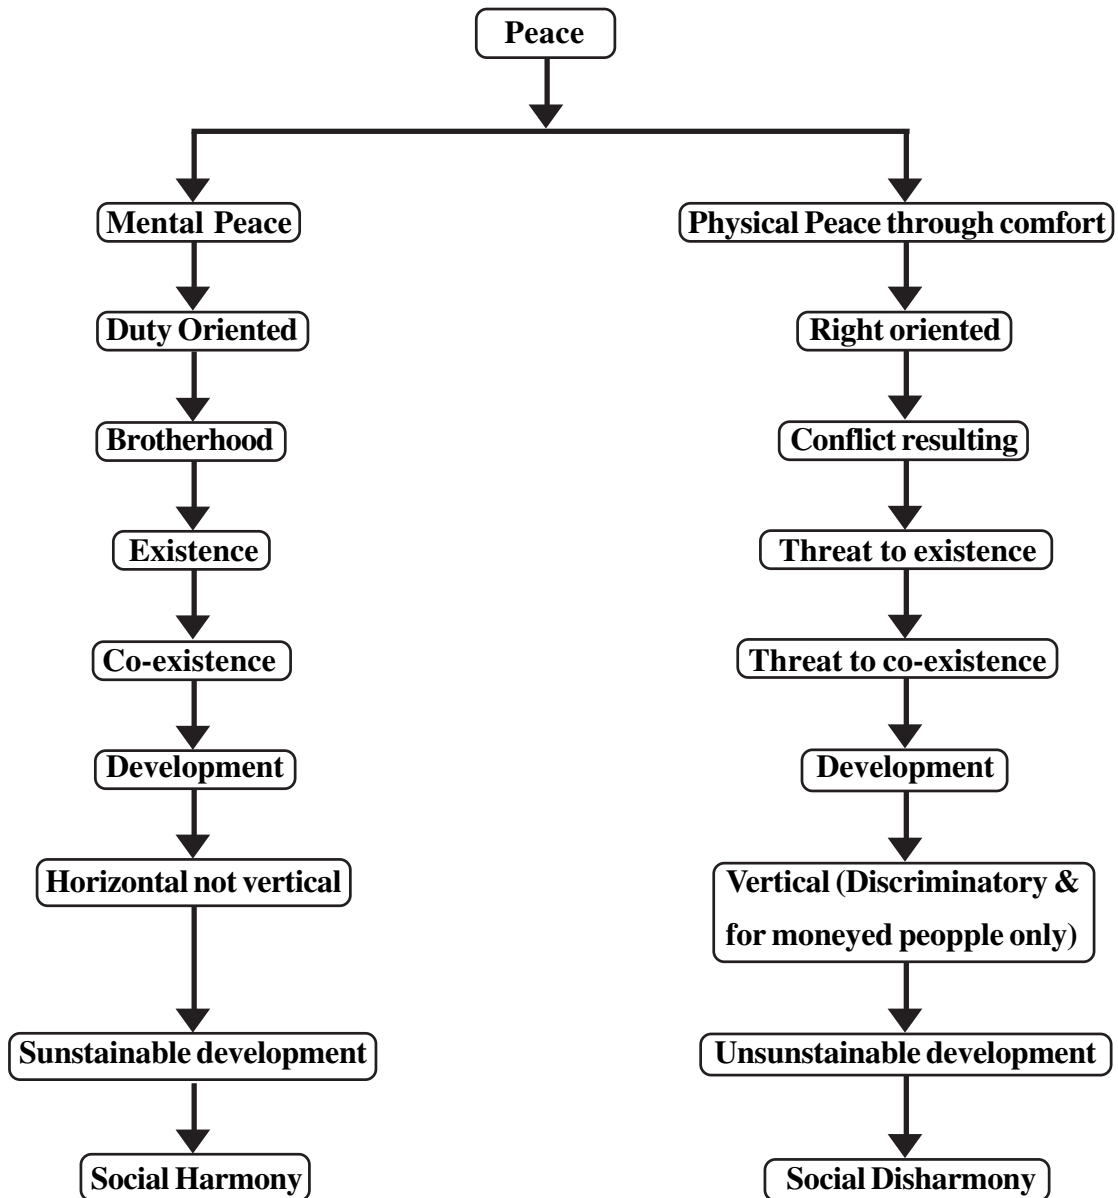 Peace
Mental Peace
Physical Peace through comfort
Duty Oriented
Right oriented
Brotherhood
Conflict resulting
Existence
Threat to existence
Co-existence
Threat to co-existence
Development
Development
Horizontal not vertical
Vertical (Discriminatory &
for moneyed peopple only)
Sunstainable development
Unsunstainable development
Social Harmony
Social Disharmony